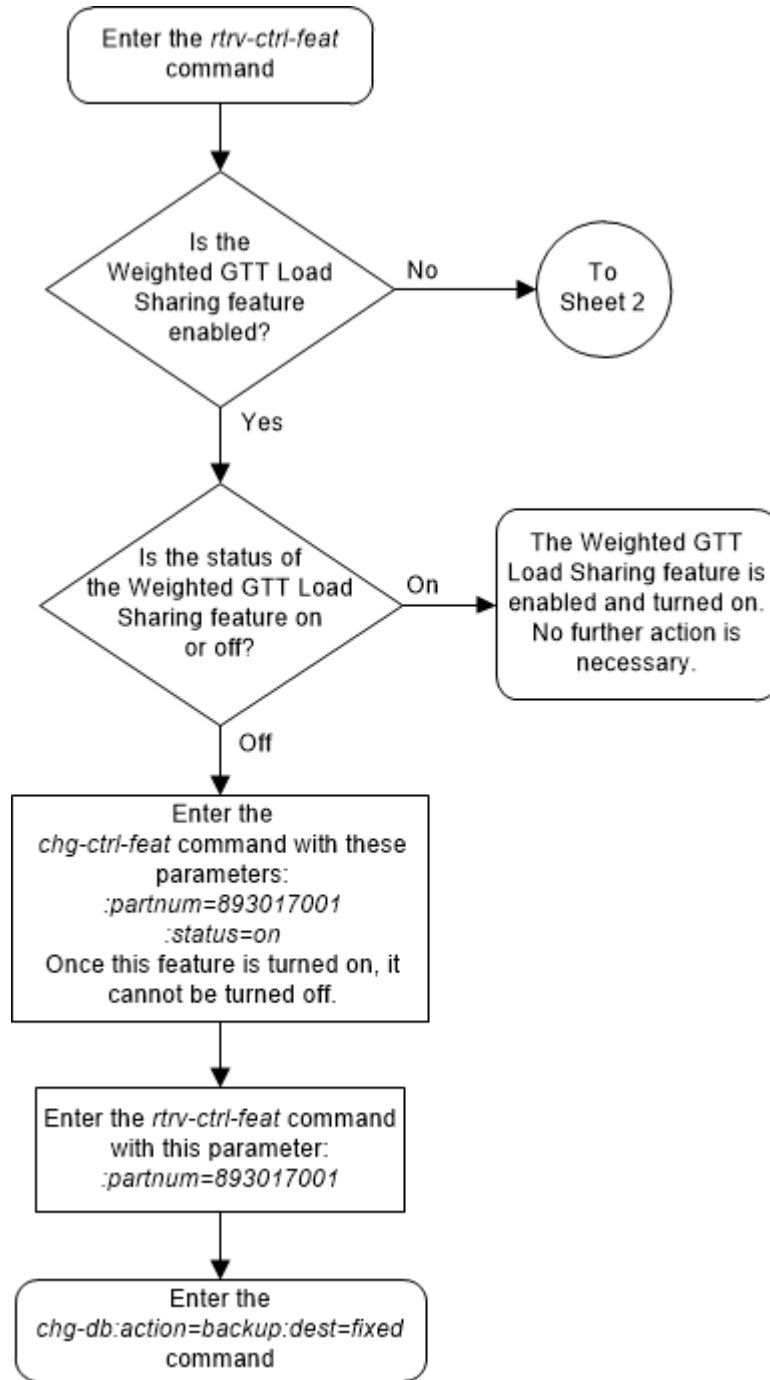 Enter the rtrv-ctrl-feat
command
Is the
Weighted GTT Load
Sharing feature
enabled?
No
To
Sheet 2
Yes
Is the status of
the Weighted GTT Load
Sharing feature on
or off?
On
The Weighted GTT
Load Sharing feature is
enabled and turned on.
No further action is
necessary.
Off
Enter the
chg-ctrl-feat command with these
parameters:
:partnum=893017001
:status=on
Once this feature is turned on, it
cannot be turned off.
Enter the rtrv-ctrl-feat command
with this parameter:
:partnum=893017001
Enter the
chg-db:action=backup:dest=fixed
command